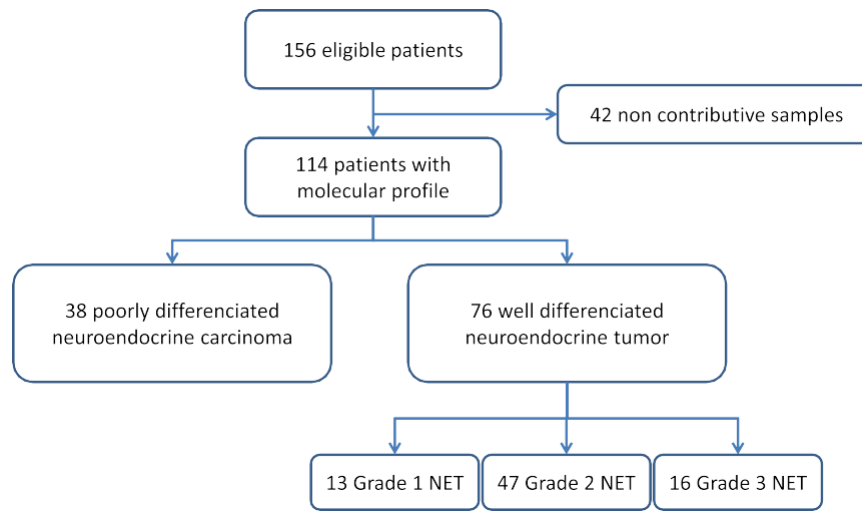 156 eligible patients
42 non contributive samples
114 patients with
molecular profile
38 poorly differenciated
neuroendocrine carcinoma
76 well differenciated
neuroendocrine tumor
13 Grade 1 NET
47 Grade 2 NET
16 Grade 3 NET